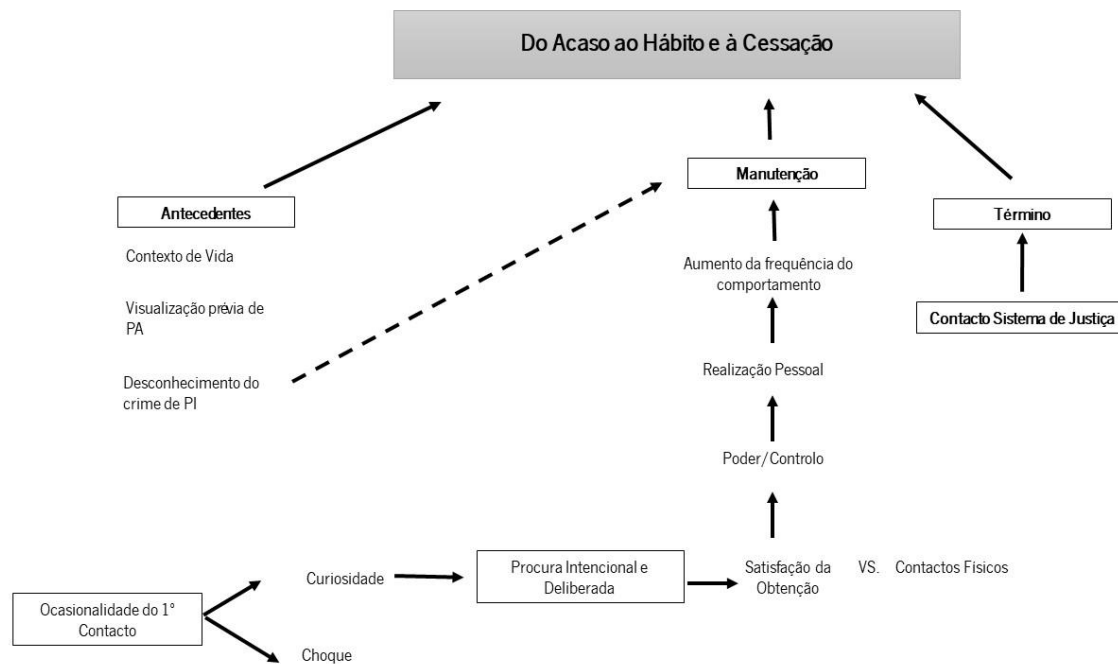 Do Acaso ao Hábito e à Cessação
Manutenção
Antecedentes
Término
Contexto de Vida
Aumento da frequência do
comportamento
Visualização prévia de
PA
Contacto Sistema de Justiça
Realização Pessoal
Desconhecimento do
crime de PI
Poder/Controlo
Procura Intencional e
Deliberada
Satisfação da
Obtenção
VS. Contactos Físicos
Curiosidade
Ocasionalidade do 1°
Contacto
Choque